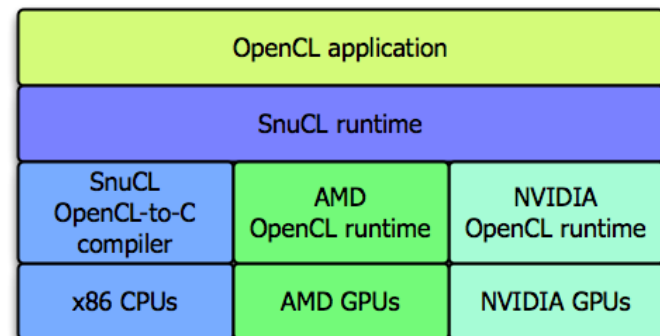 OpenCL application
SnuCL runtime
SnuCL
OpenCL-to-C
compiler
AMD
OpenCL runtime
NVIDIA
OpenCL runtime
x86 CPUs
AMD GPUs
NVIDIA GPUs